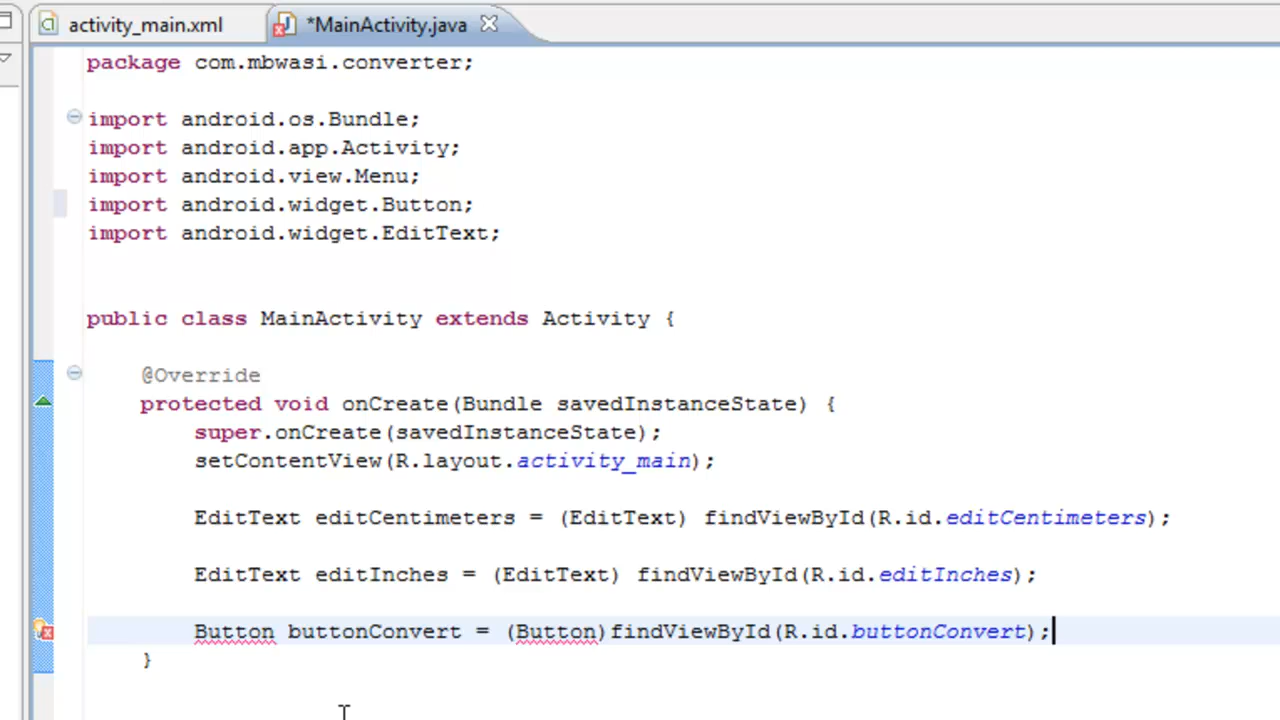 activity_main.xml *MainActivity.java
package com.mbwasi.converter;
import android.os.Bundle;
import android.app.Activity;
import android.view.Menu;
import android.widget.Button;
import android.widget.EditText;
public class MainActivity extends Activity {
@Override
protected void onCreate(Bundle savedInstanceState) {
super.onCreate(savedInstanceState);
setContentView(R.layout.activity_main);
EditText editCentimeters = (EditText) findViewById(R.id.editCentimeters);
EditText editInches = (EditText) findViewById(R.id.editInches);
Button buttonConvert = (Button)findViewById(R.id.buttonConvert);
}